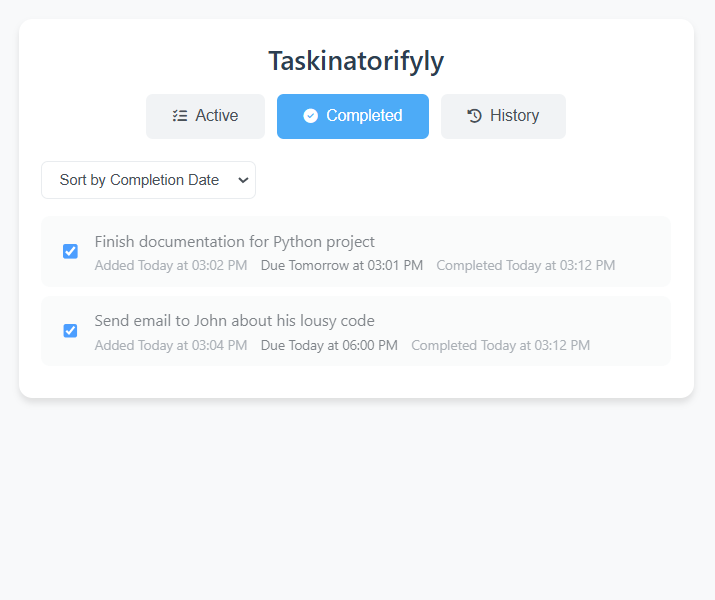 Taskinatorifyly
Active Completed History
Sort by Completion Date
Finish documentation for Python project
Added Today at 03:02 PM Due Tomorrow at 03:01 PM Completed Today at 03:12 PM
Send email to John about his lousy code
Added Today at 03:04 PM Due Today at 06:00 PM Completed Today at 03:12 PM